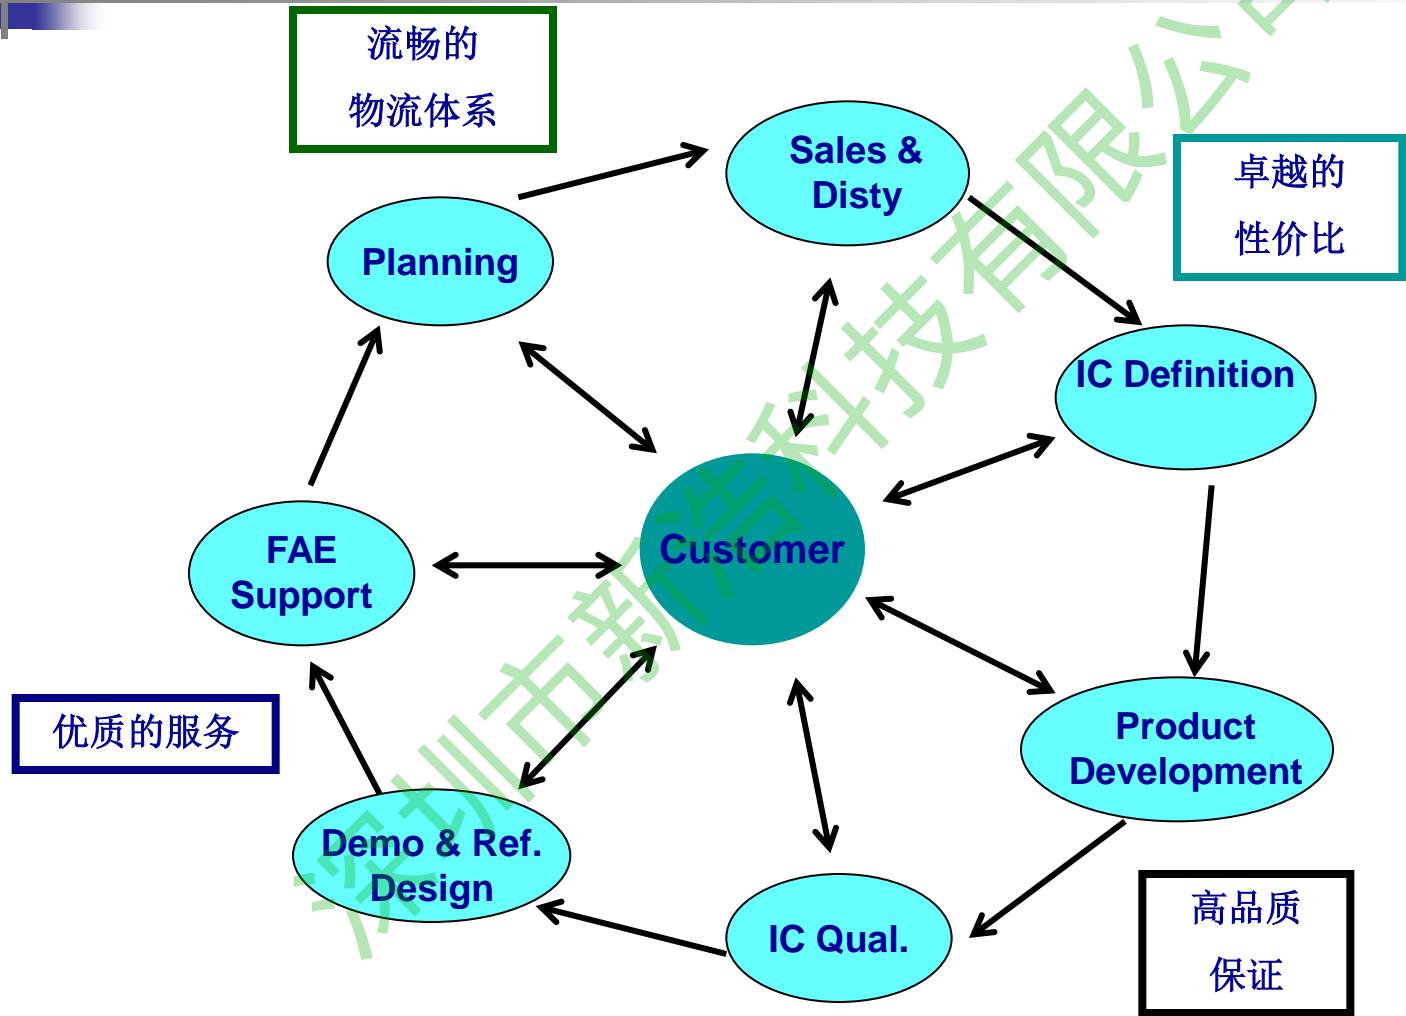 流畅的
物流体系
Sales &
Disty
卓越的
性价比
Planning
IC Definition
Customer
FAE
Support
优质的服务
Product
Development
Demo & Ref.
Design
IC Qual.
高品质
保证
深圳市新浩科技有限公司